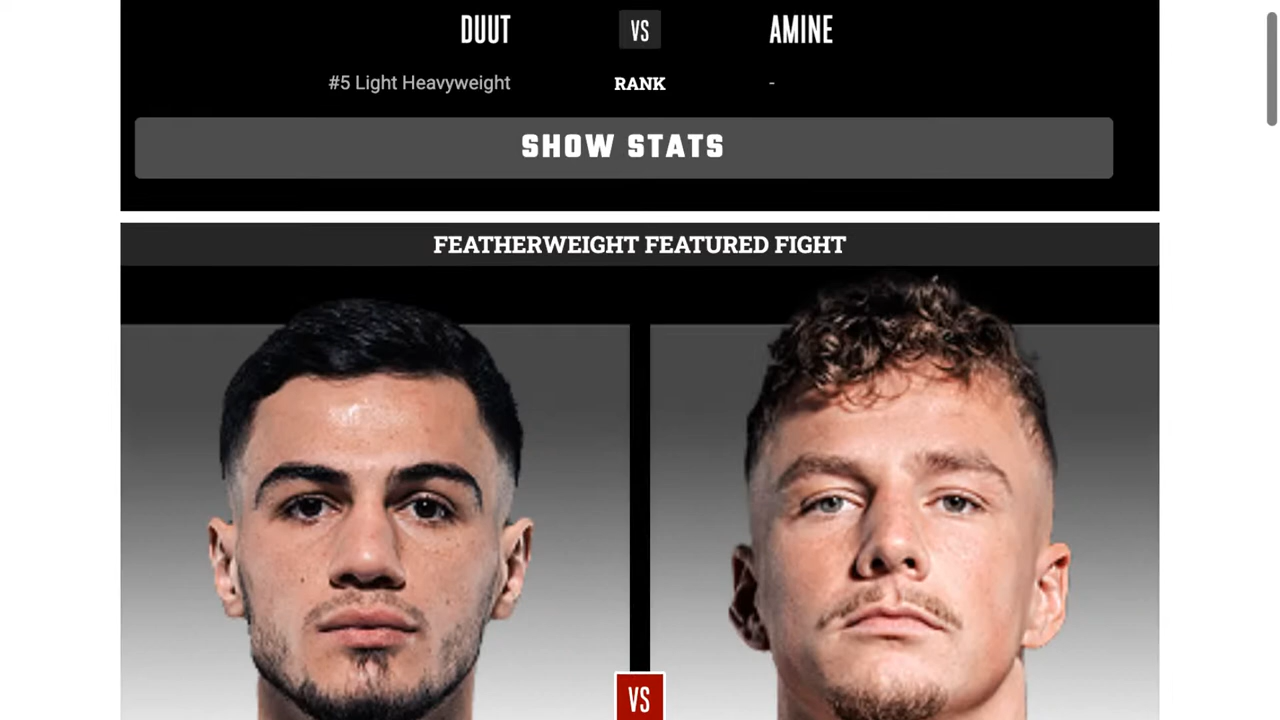 DUUT VS AMINE
#5 Light Heavyweight RANK -
SHOW STATS
FEATHERWEIGHT FEATURED FIGHT
VS